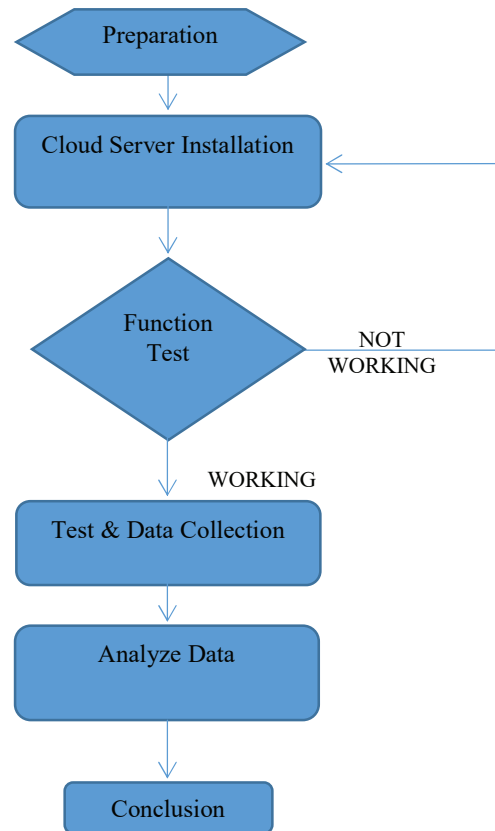 Preparation
Cloud Server Installation
Function
Test
NOT
WORKING
WORKING
Test & Data Collection
Analyze Data
Conclusion